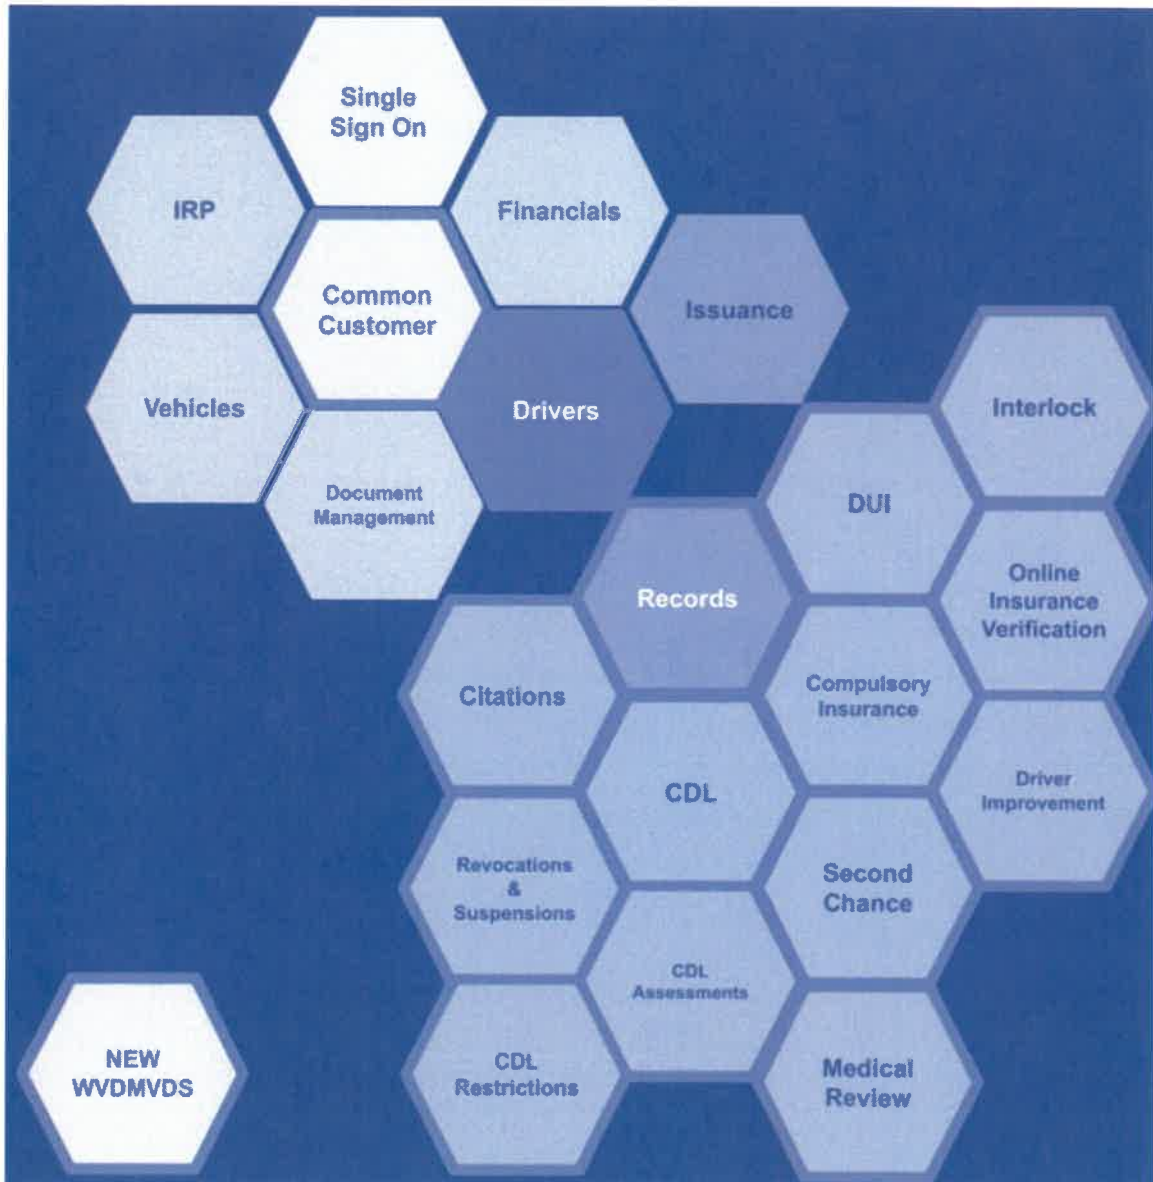 Single
Sign On
IRP
Financials
Common
Customer
Issuance
Vehicles
Drivers
Interlock
Document
Management
DUI
Records
Online
Insurance
Verification
Citations
Compulsory
Insurance
CDL
Driver
Improvement
Revocations
&
Suspensions
Second
Chance
CDL
Assessments
NEW
WVDMVDS
CDL
Restrictions
Medical
Review